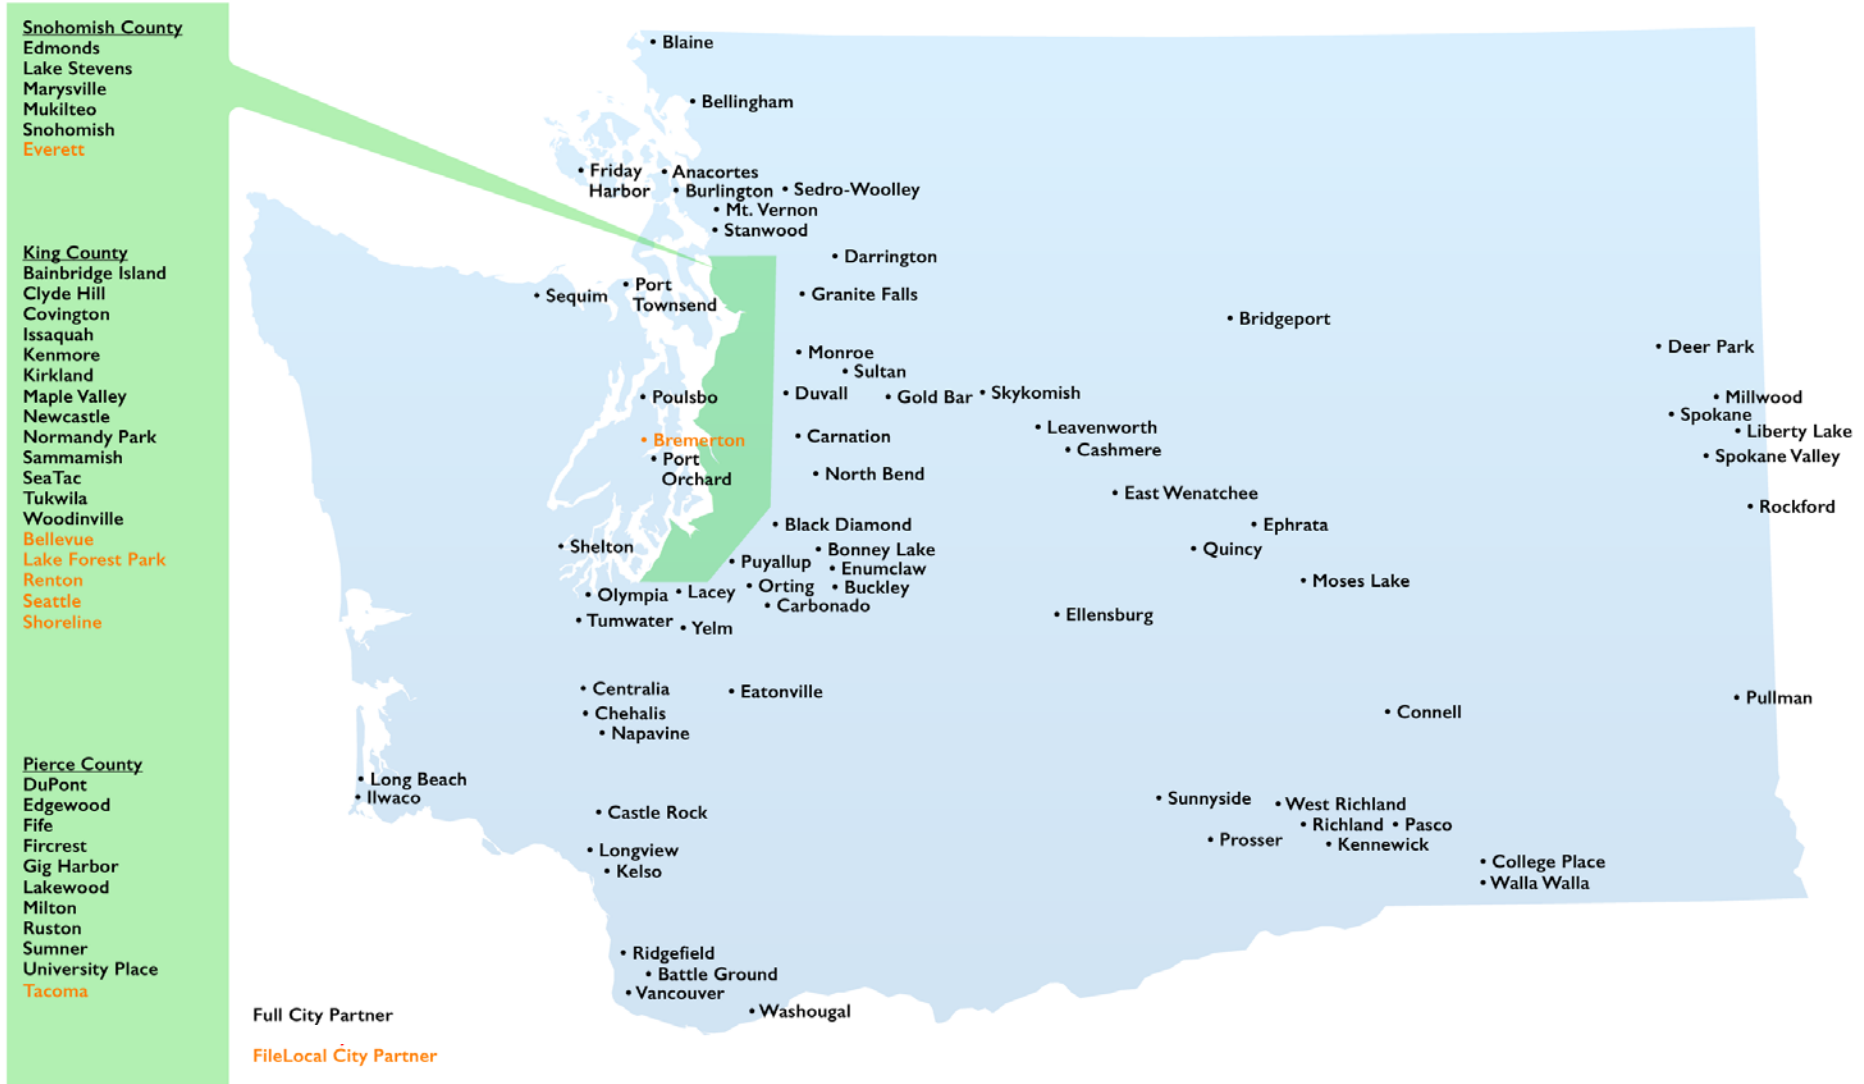 Snohomish County
Edmonds
Lake Stevens
Marysville
Mukilteo
Snohomish
Everett
King County
Bainbridge Island
Clyde Hill
Covington
Issaquah
Kenmore
Kirkland
Maple Valley
Newcastle
Normandy Park
Sammamish
SeaTac
Tukwila
Woodinville
Bellevue
Lake Forest Park
Renton
Seattle
Shoreline
Pierce County
DuPont
Edgewood
Fife
Fircrest
Gig Harbor
Lakewood
Milton
Ruston
Sumner
University Place
Tacoma
Blaine
Bellingham
Friday
Harbor
Anacortes
Burlington
Sedro-Woolley
Mt. Vernon
Stanwood
Darrington
Port
Townsend
Sequim
Granite Falls
Bridgeport
Deer Park
Monroe
Sultan
Duvall
Gold Bar
Skykomish
Poulsbo
Millwood
Spokane
Liberty Lake
Leavenworth
Bremerton
Carnation
Cashmere
Spokane Valley
Port
Orchard
North Bend
East Wenatchee
Rockford
Black Diamond
Ephrata
Shelton
Bonney Lake
Quincy
Puyallup
Enumclaw
Moses Lake
Olympia
Lacey
Orting
Buckley
Carbonado
Ellensburg
Tumwater
Yelm
Centralia
Eatonville
Pullman
Chehalis
Connell
Napavine
Long Beach
Ilwaco
Sunnyside
West Richland
Castle Rock
Richland
Pasco
Prosser
Kennewick
Longview
Kelso
College Place
Walla Walla
Ridgefield
Battle Ground
Vancouver
Washougal
Full City Partner
FileLocal City Partner